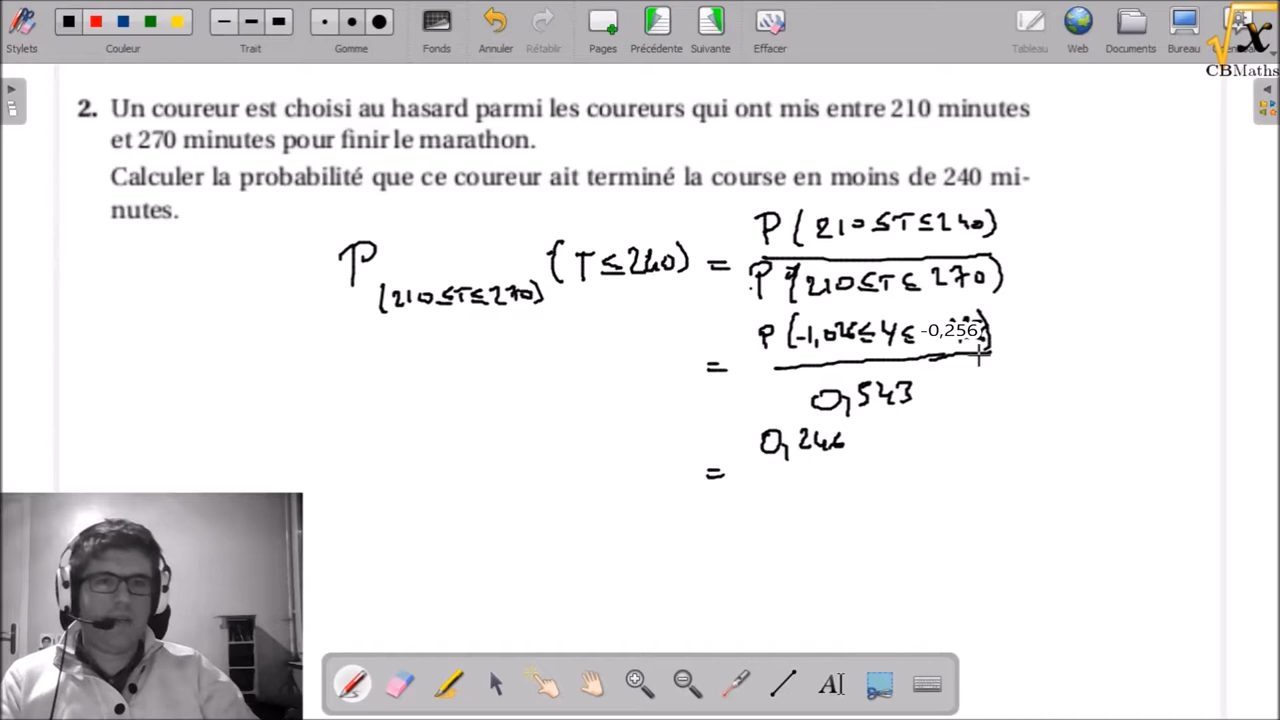 Stylets Couleur Trait Gomme Fonds Annuler Rétablir Pages Précédente Suivante Effacer Tableau Web Documents Bureau
√x
CBMaths
2. Un coureur est choisi au hasard parmi les coureurs qui ont mis entre 210 minutes
et 270 minutes pour finir le marathon.
Calculer la probabilité que ce coureur ait terminé la course en moins de 240 mi-
nutes.
P(210≤T≤240)
P (T≤240) =
(210≤T≤270)
P(210≤T≤270)
P(-1,026≤Y≤ -0,256)
=
0,543
0,246
=